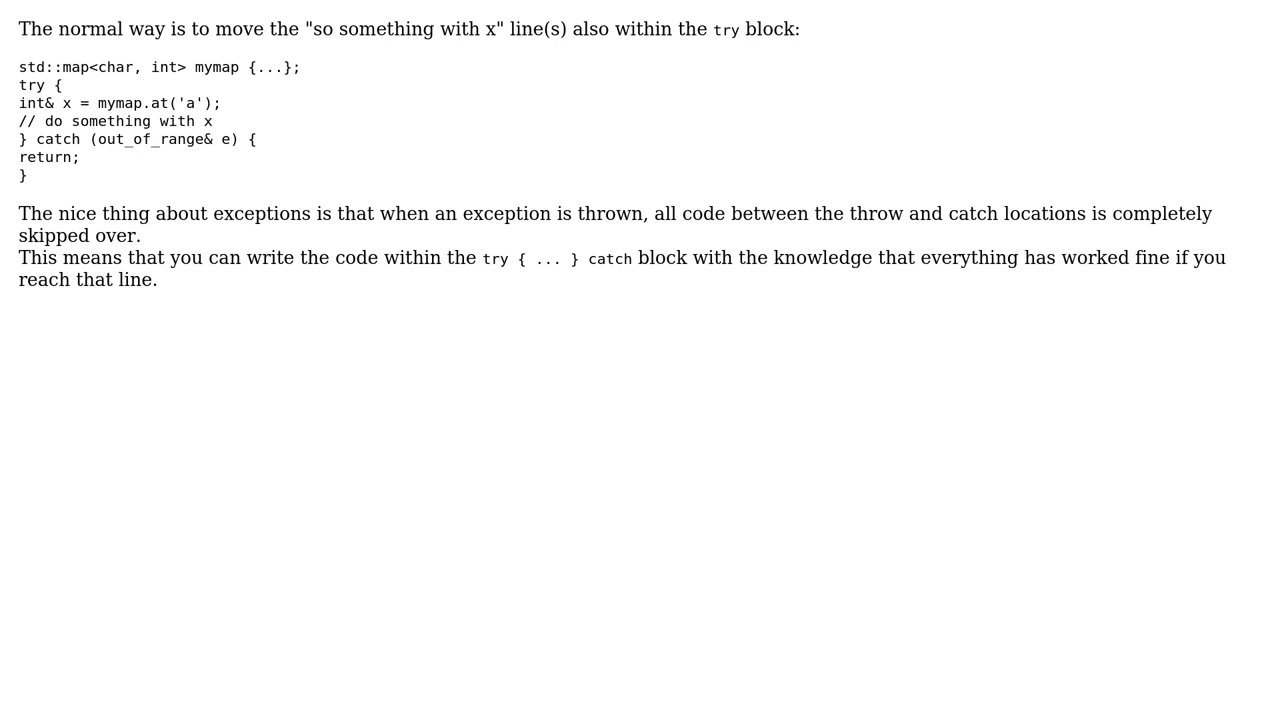 The normal way is to move the "so something with x" line(s) also within the try block:
std::map<char, int> mymap {...};
try {
int& x = mymap.at('a');
// do something with x
} catch (out_of_range& e) {
return;
}
The nice thing about exceptions is that when an exception is thrown, all code between the throw and catch locations is completely
skipped over.
This means that you can write the code within the try { ... } catch block with the knowledge that everything has worked fine if you
reach that line.